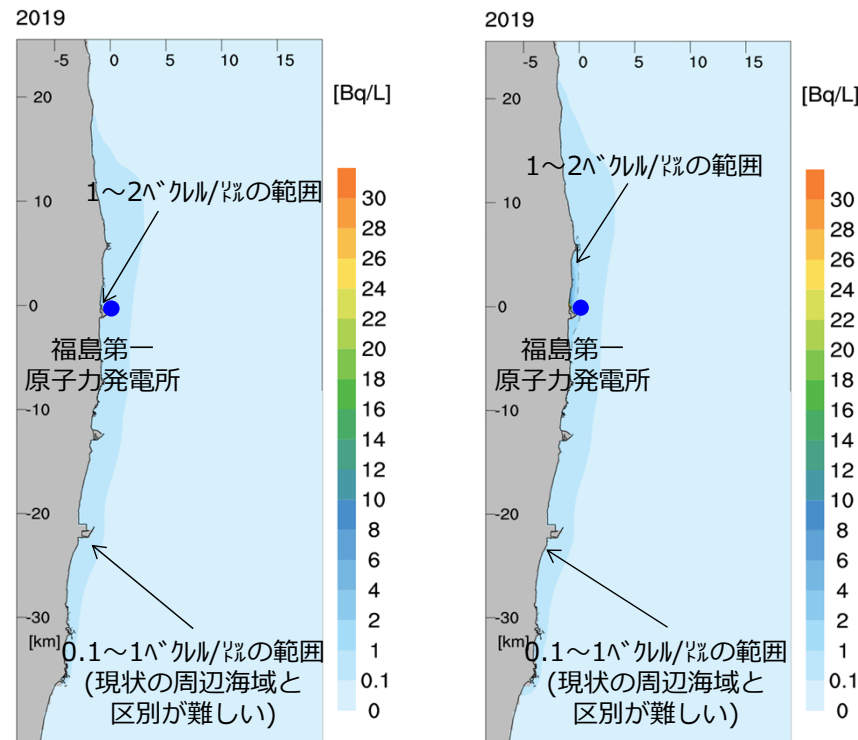 2019
-5 0 5 10 15
[Bq/L]
20
10
0
-10
-20
-30
[km]
1～2ﾍﾞｸﾚﾙ/㍑の範囲
福島第一
原子力発電所
0.1～1ﾍﾞｸﾚﾙ/㍑の範囲
(現状の周辺海域と
区別が難しい)
30
28
26
24
22
20
18
16
14
12
10
8
6
4
2
1
0.1
0
2019
-5 0 5 10 15
[Bq/L]
20
10
0
-10
-20
-30
[km]
1～2ﾍﾞｸﾚﾙ/㍑の範囲
福島第一
原子力発電所
0.1～1ﾍﾞｸﾚﾙ/㍑の範囲
(現状の周辺海域と
区別が難しい)
30
28
26
24
22
20
18
16
14
12
10
8
6
4
2
1
0.1
0